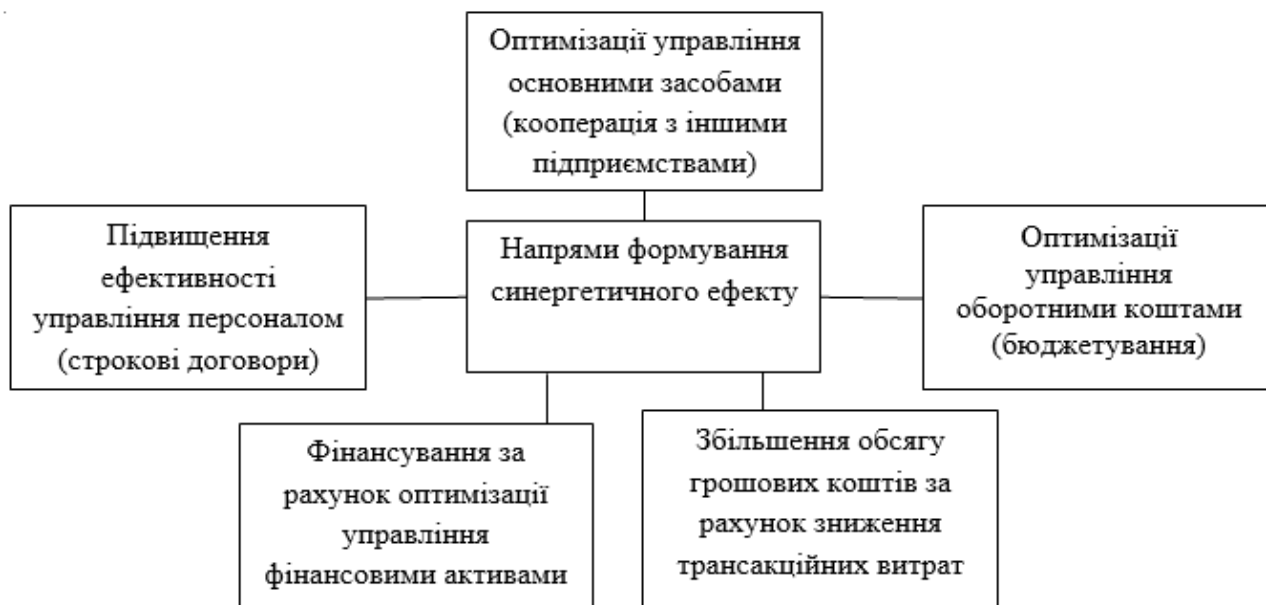 Оптимізації управління
основними засобами
(кооперація з іншими
підприємствами)
Підвищення
ефективності
управління персоналом
(строкові договори)
Напрями формування
синергетичного ефекту
Оптимізації
управління
оборотними коштами
(бюджетування)
Фінансування за
рахунок оптимізації
управління
фінансовими активами
Збільшення обсягу
грошових коштів за
рахунок зниження
трансакційних витрат